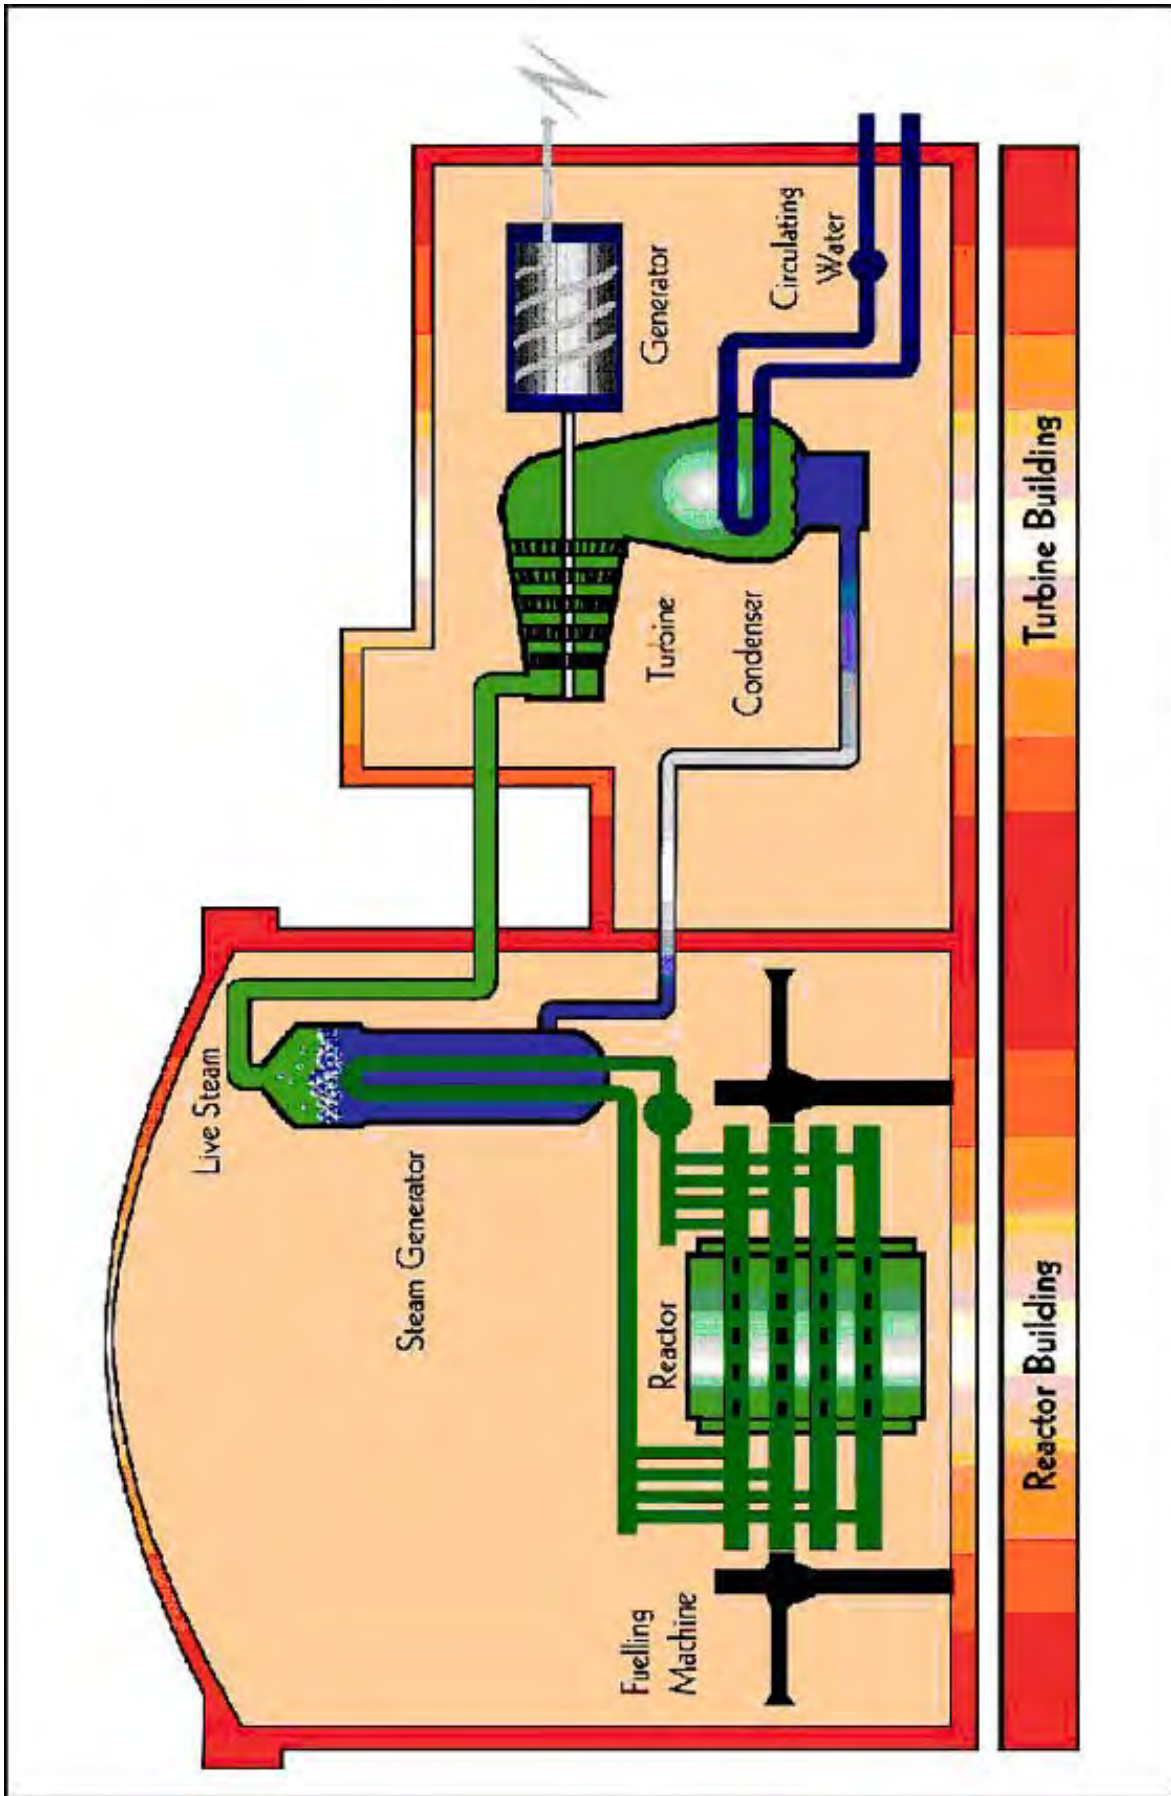 Live Steam
Steam Generator
Reactor
Fuelling
Machine
Turbine
Condenser
Generator
Circulating
Water
Reactor Building
Turbine Building